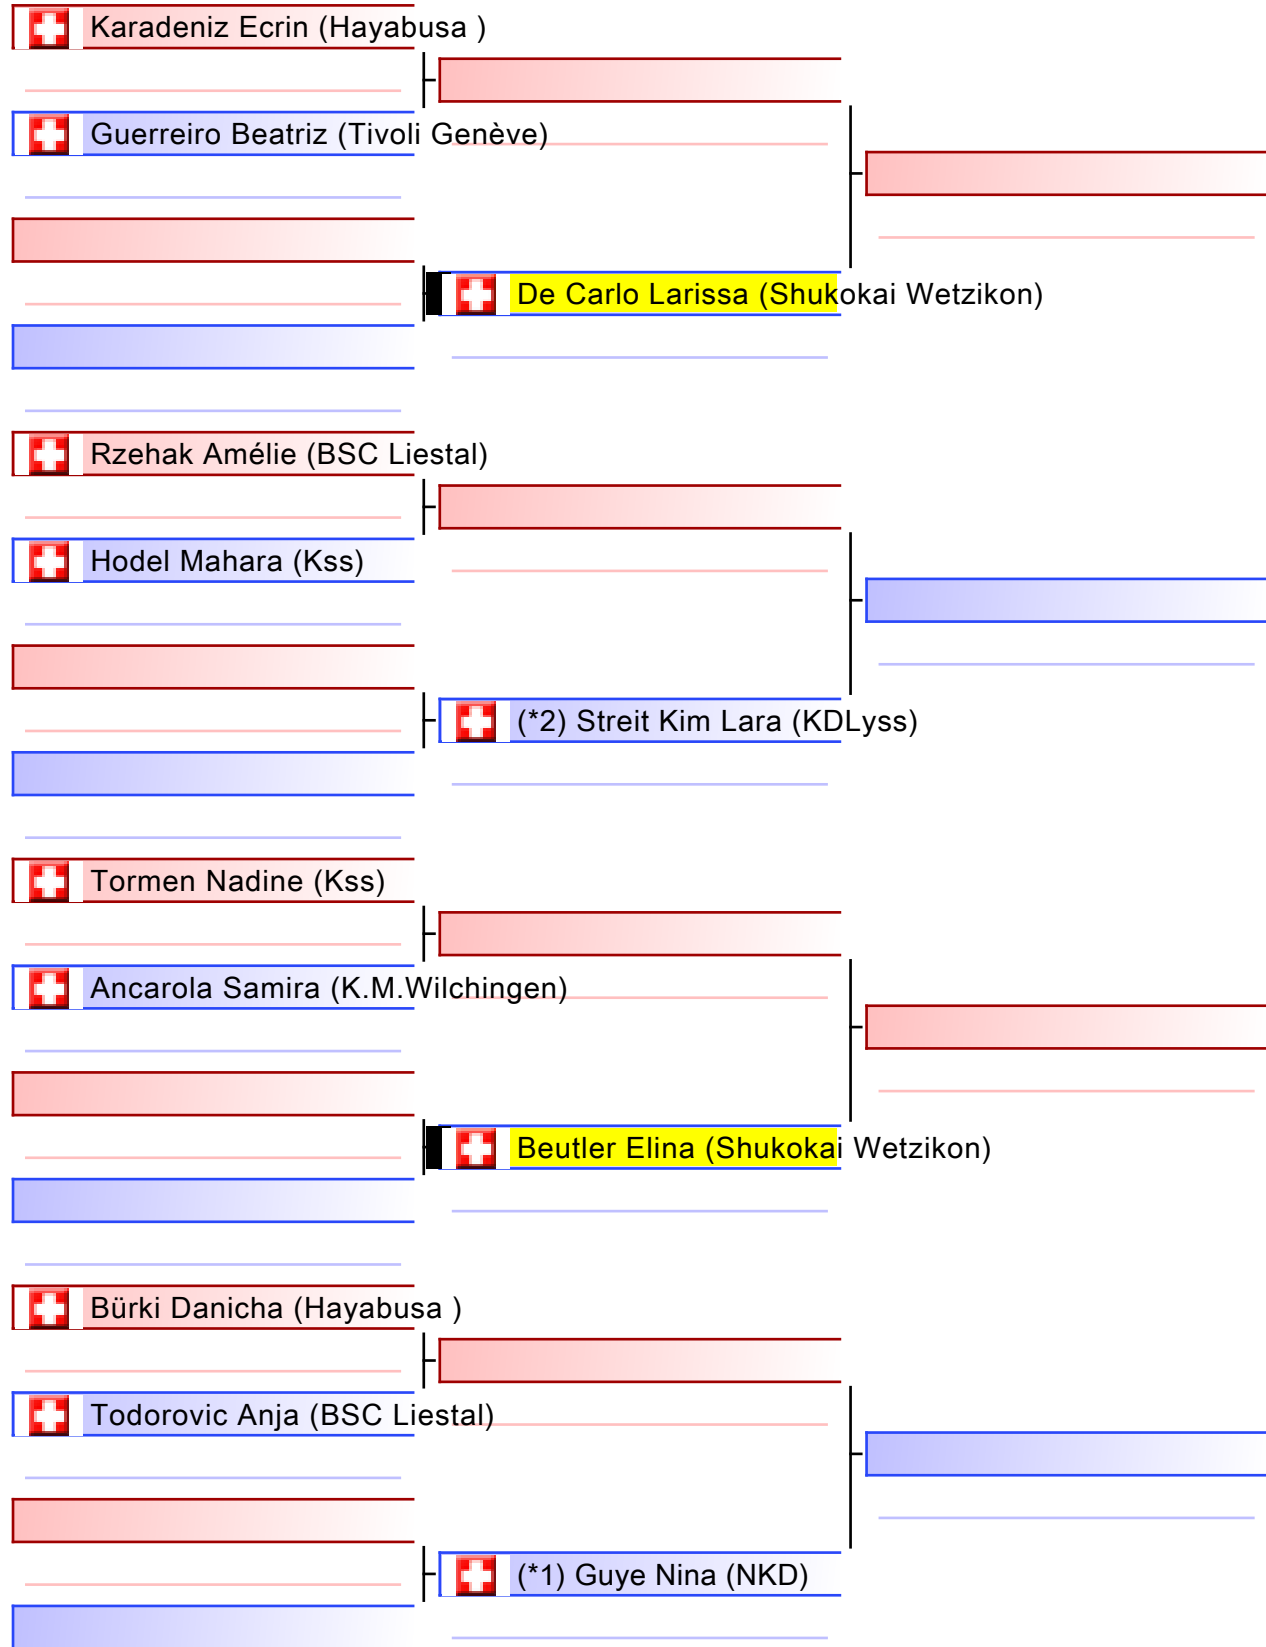 Karadeniz Ecrin (Hayabusa )
Guerreiro Beatriz (Tivoli Genève)
De Carlo Larissa (Shukokai Wetzikon)
Rzehak Amélie (BSC Liestal)
Hodel Mahara (Kss)
(*2) Streit Kim Lara (KDLyss)
Tormen Nadine (Kss)
Ancarola Samira (K.M.Wilchingen)
Beutler Elina (Shukokai Wetzikon)
Bürki Danicha (Hayabusa )
Todorovic Anja (BSC Liestal)
(*1) Guye Nina (NKD)